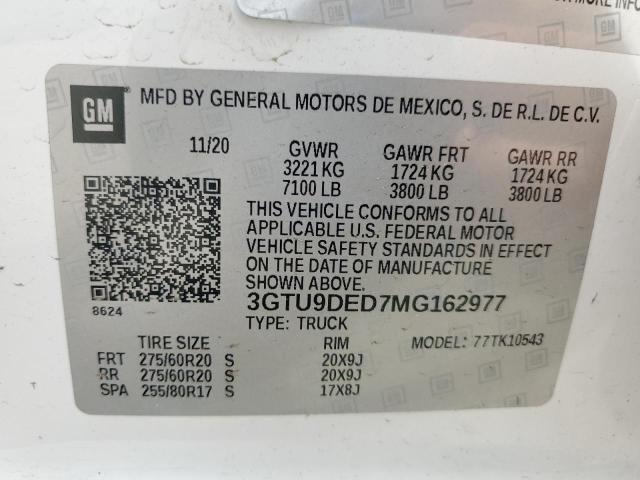 OR MORE INFO
GM
MFD BY GENERAL MOTORS DE MEXICO, S. DE R.L. DE C.V.
11/20 GVWR GAWR FRT GAWR RR
3221 KG 1724 KG 1724 KG
7100 LB 3800 LB 3800 LB
THIS VEHICLE CONFORMS TO ALL
APPLICABLE U.S. FEDERAL MOTOR
VEHICLE SAFETY STANDARDS IN EFFECT
ON THE DATE OF MANUFACTURE
SHOWN ABOVE.
8624
3GTU9DED7MG162977
TYPE: TRUCK MODEL: 77TK10543
TIRE SIZE RIM
FRT 275/60R20 S 20X9J
RR 275/60R20 S 20X9J
SPA 255/80R17 S 17X8J